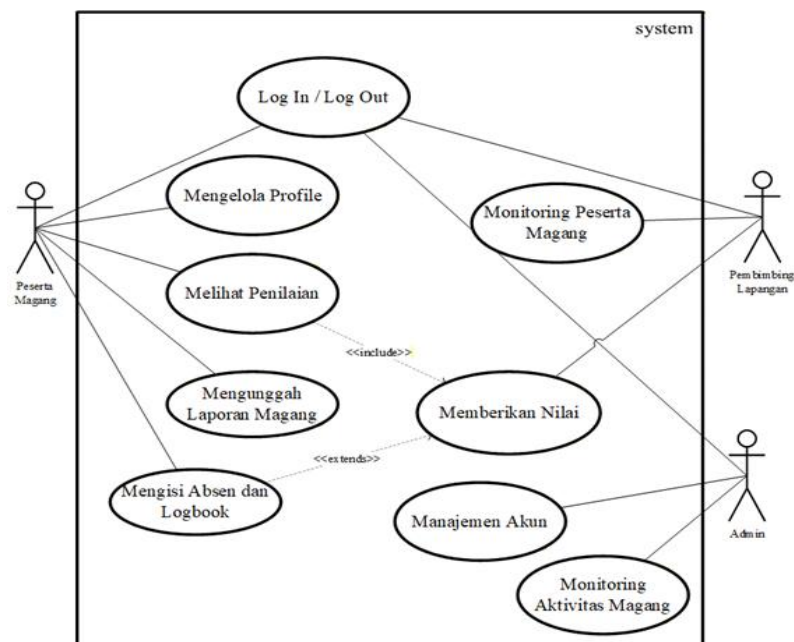 system
Log In / Log Out
Mengelola Profile
Monitoring Peserta
Magang
Peserta
Magang
Pembimbing
Lapangan
Melihat Penilaian
<<include>>
Mengunggah
Laporan Magang
Memberikan Nilai
<<extends>>
Mengisi Absen dan
Logbook
Manajemen Akun
Admin
Monitoring
Aktivitas Magang